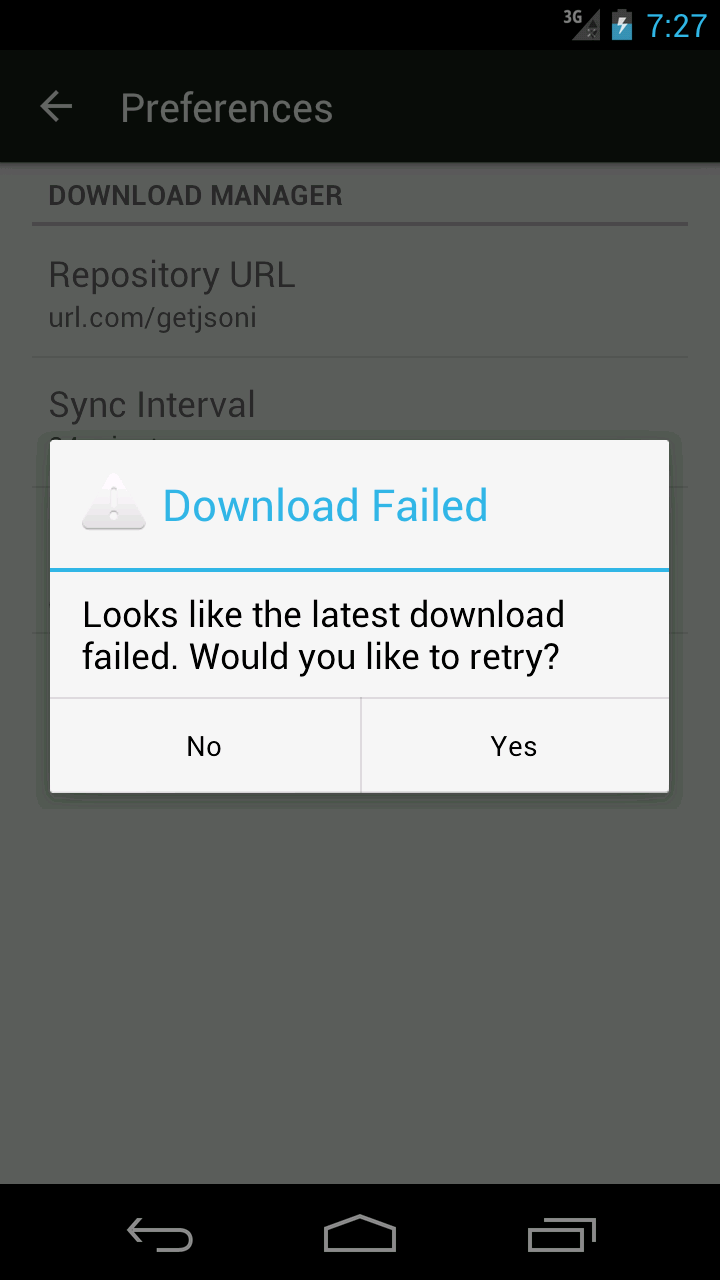 3G
7:27
Preferences
DOWNLOAD MANAGER
Repository URL
url.com/getjsoni
Sync Interval
Download Failed
Looks like the latest download
failed. Would you like to retry?
No
Yes